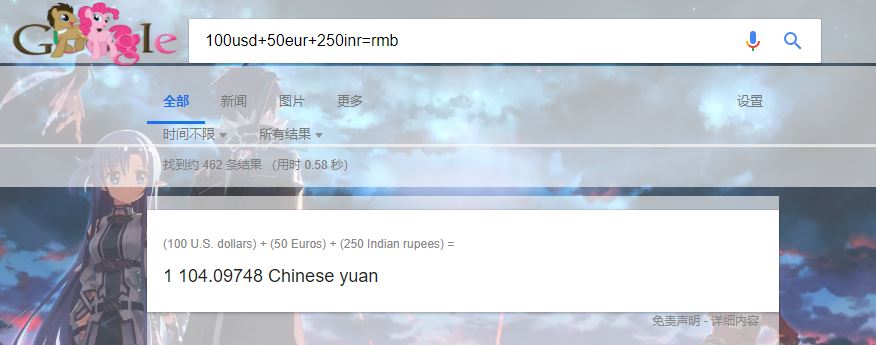 Google
100usd+50eur+250inr=rmb
全部 新闻 图片 更多 设置
时间不限 所有结果
找到约 462 条结果 （用时 0.58 秒）
(100 U.S. dollars) + (50 Euros) + (250 Indian rupees) =
1 104.09748 Chinese yuan
免责声明 - 详细内容